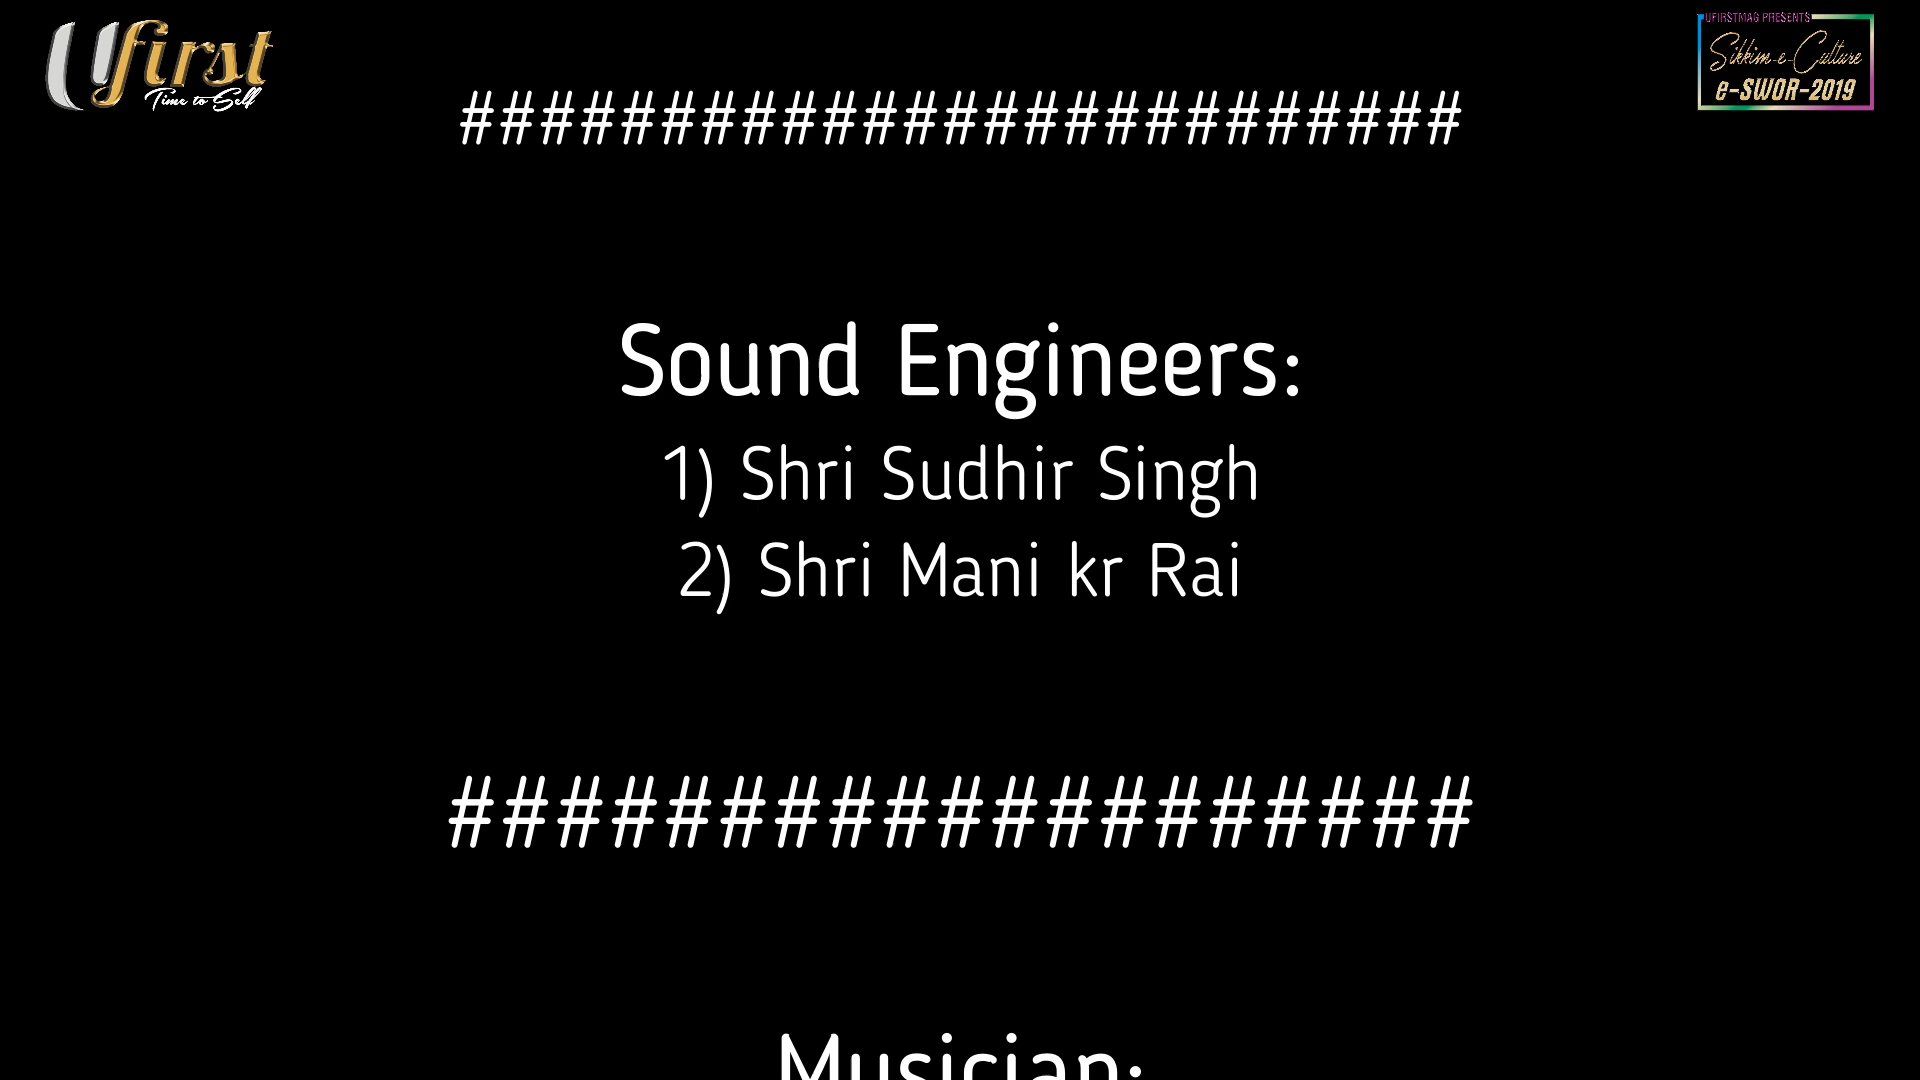 Ufirst
Time to Self
UFIRSTMAG PRESENTS
Sikkim-e-Culture
e-SWOR-2019
#########################
Sound Engineers:
1) Shri Sudhir Singh
2) Shri Mani kr Rai
###################
Musician: